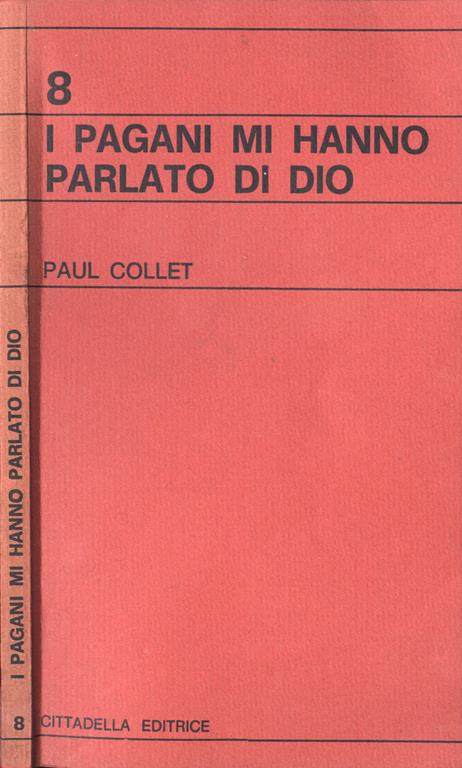 8
I PAGANI MI HANNO
PARLATO DI DIO
PAUL COLLET
CITTADELLA EDITRICE
I PAGANI MI HANNO PARLATO DI DIO
8